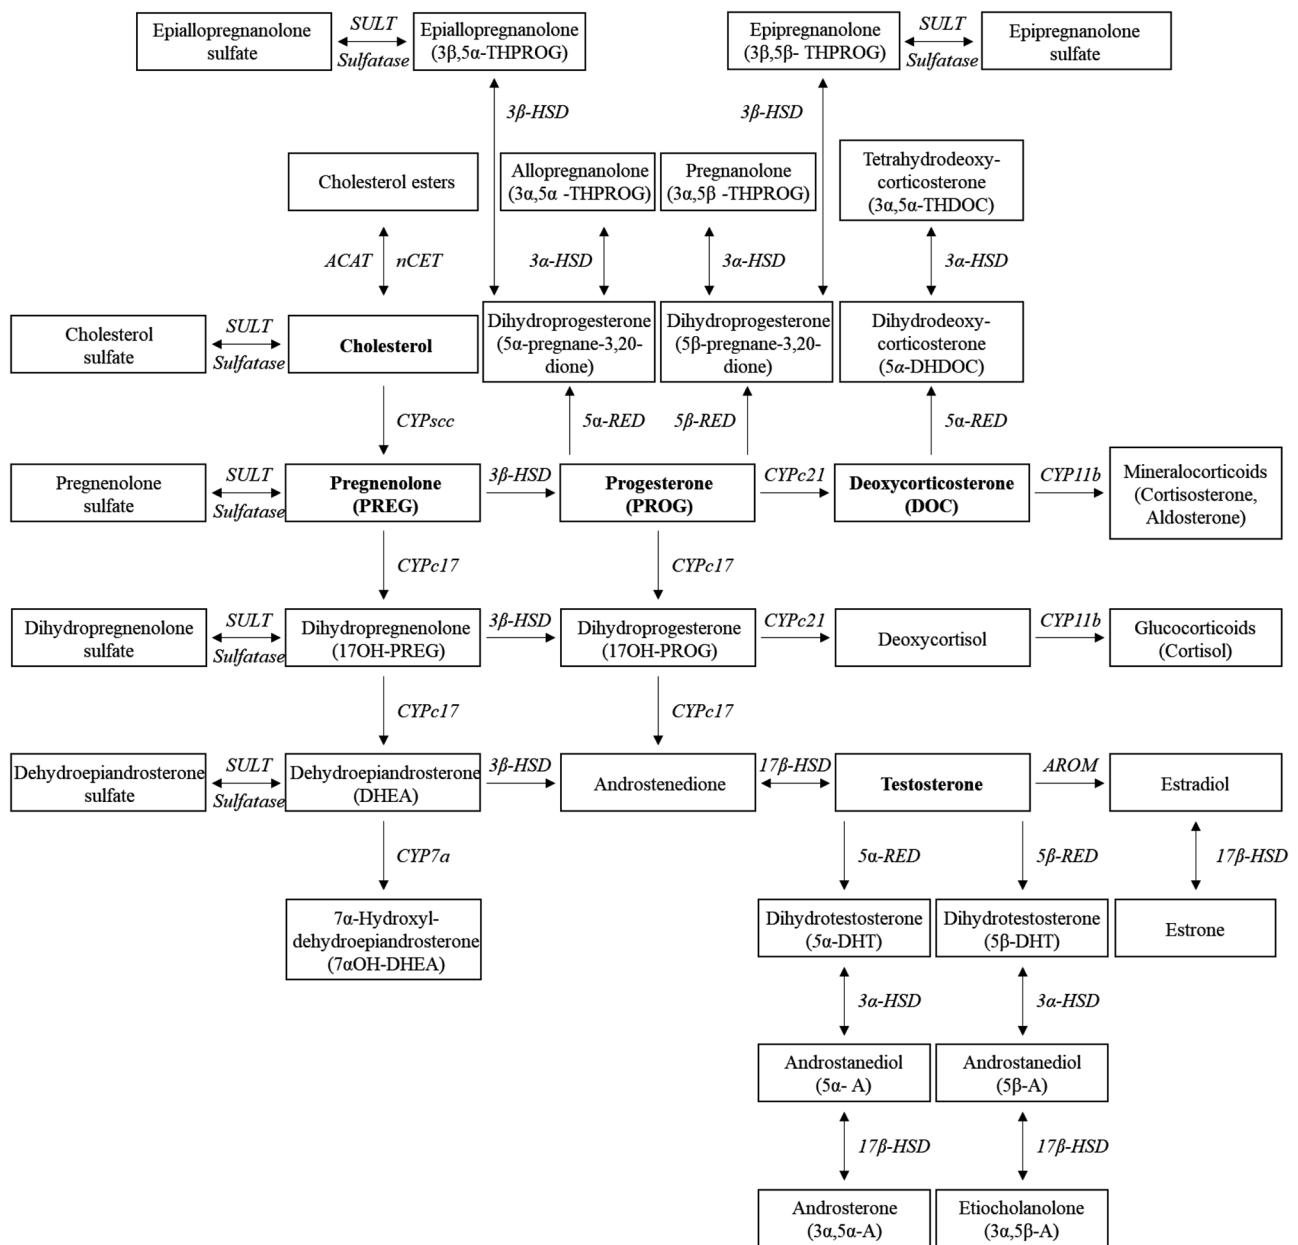 Epiallopregnanolone
sulfate
SULT
Sulfatase
Epiallopregnanolone
(3β,5α-THPROG)
Epipregnanolone
(3β,5β- THPROG)
SULT
Sulfatase
Epipregnanolone
sulfate
3β-HSD
3β-HSD
Cholesterol esters
Allopregnanolone
(3α,5α -THPROG)
Pregnanolone
(3α,5β -THPROG)
Tetrahydrodeoxy-
corticosterone
(3α,5α-THDOC)
ACAT
nCET
3α-HSD
3α-HSD
3α-HSD
Cholesterol
sulfate
SULT
Sulfatase
Cholesterol
Dihydroprogesterone
(5α-pregnane-3,20-
dione)
Dihydroprogesterone
(5β-pregnane-3,20-
dione)
Dihydrodeoxy-
corticosterone
(5α-DHDOC)
CYPscc
5α-RED
5β-RED
5α-RED
Pregnenolone
sulfate
SULT
Sulfatase
Pregnenolone
(PREG)
3β-HSD
Progesterone
(PROG)
CYPc21
Deoxycorticosterone
(DOC)
CYP11b
Mineralocorticoids
(Cortisosterone,
Aldosterone)
CYPc17
CYPc17
Dihydropregnenolone
sulfate
SULT
Sulfatase
Dihydropregnenolone
(17OH-PREG)
3β-HSD
Dihydroprogesterone
(17OH-PROG)
CYPc21
Deoxycortisol
CYP11b
Glucocorticoids
(Cortisol)
CYPc17
CYPc17
Dehydroepiandrosterone
sulfate
SULT
Sulfatase
Dehydroepiandrosterone
(DHEA)
3β-HSD
Androstenedione
17β-HSD
Testosterone
AROM
Estradiol
CYP7a
5α-RED
5β-RED
17β-HSD
7α-Hydroxyl-
dehydroepiandrosterone
(7αOH-DHEA)
Dihydrotestosterone
(5α-DHT)
Dihydrotestosterone
(5β-DHT)
Estrone
3α-HSD
3α-HSD
Androstanediol
(5α- A)
Androstanediol
(5β-A)
17β-HSD
17β-HSD
Androsterone
(3α,5α-A)
Etiocholanolone
(3α,5β-A)